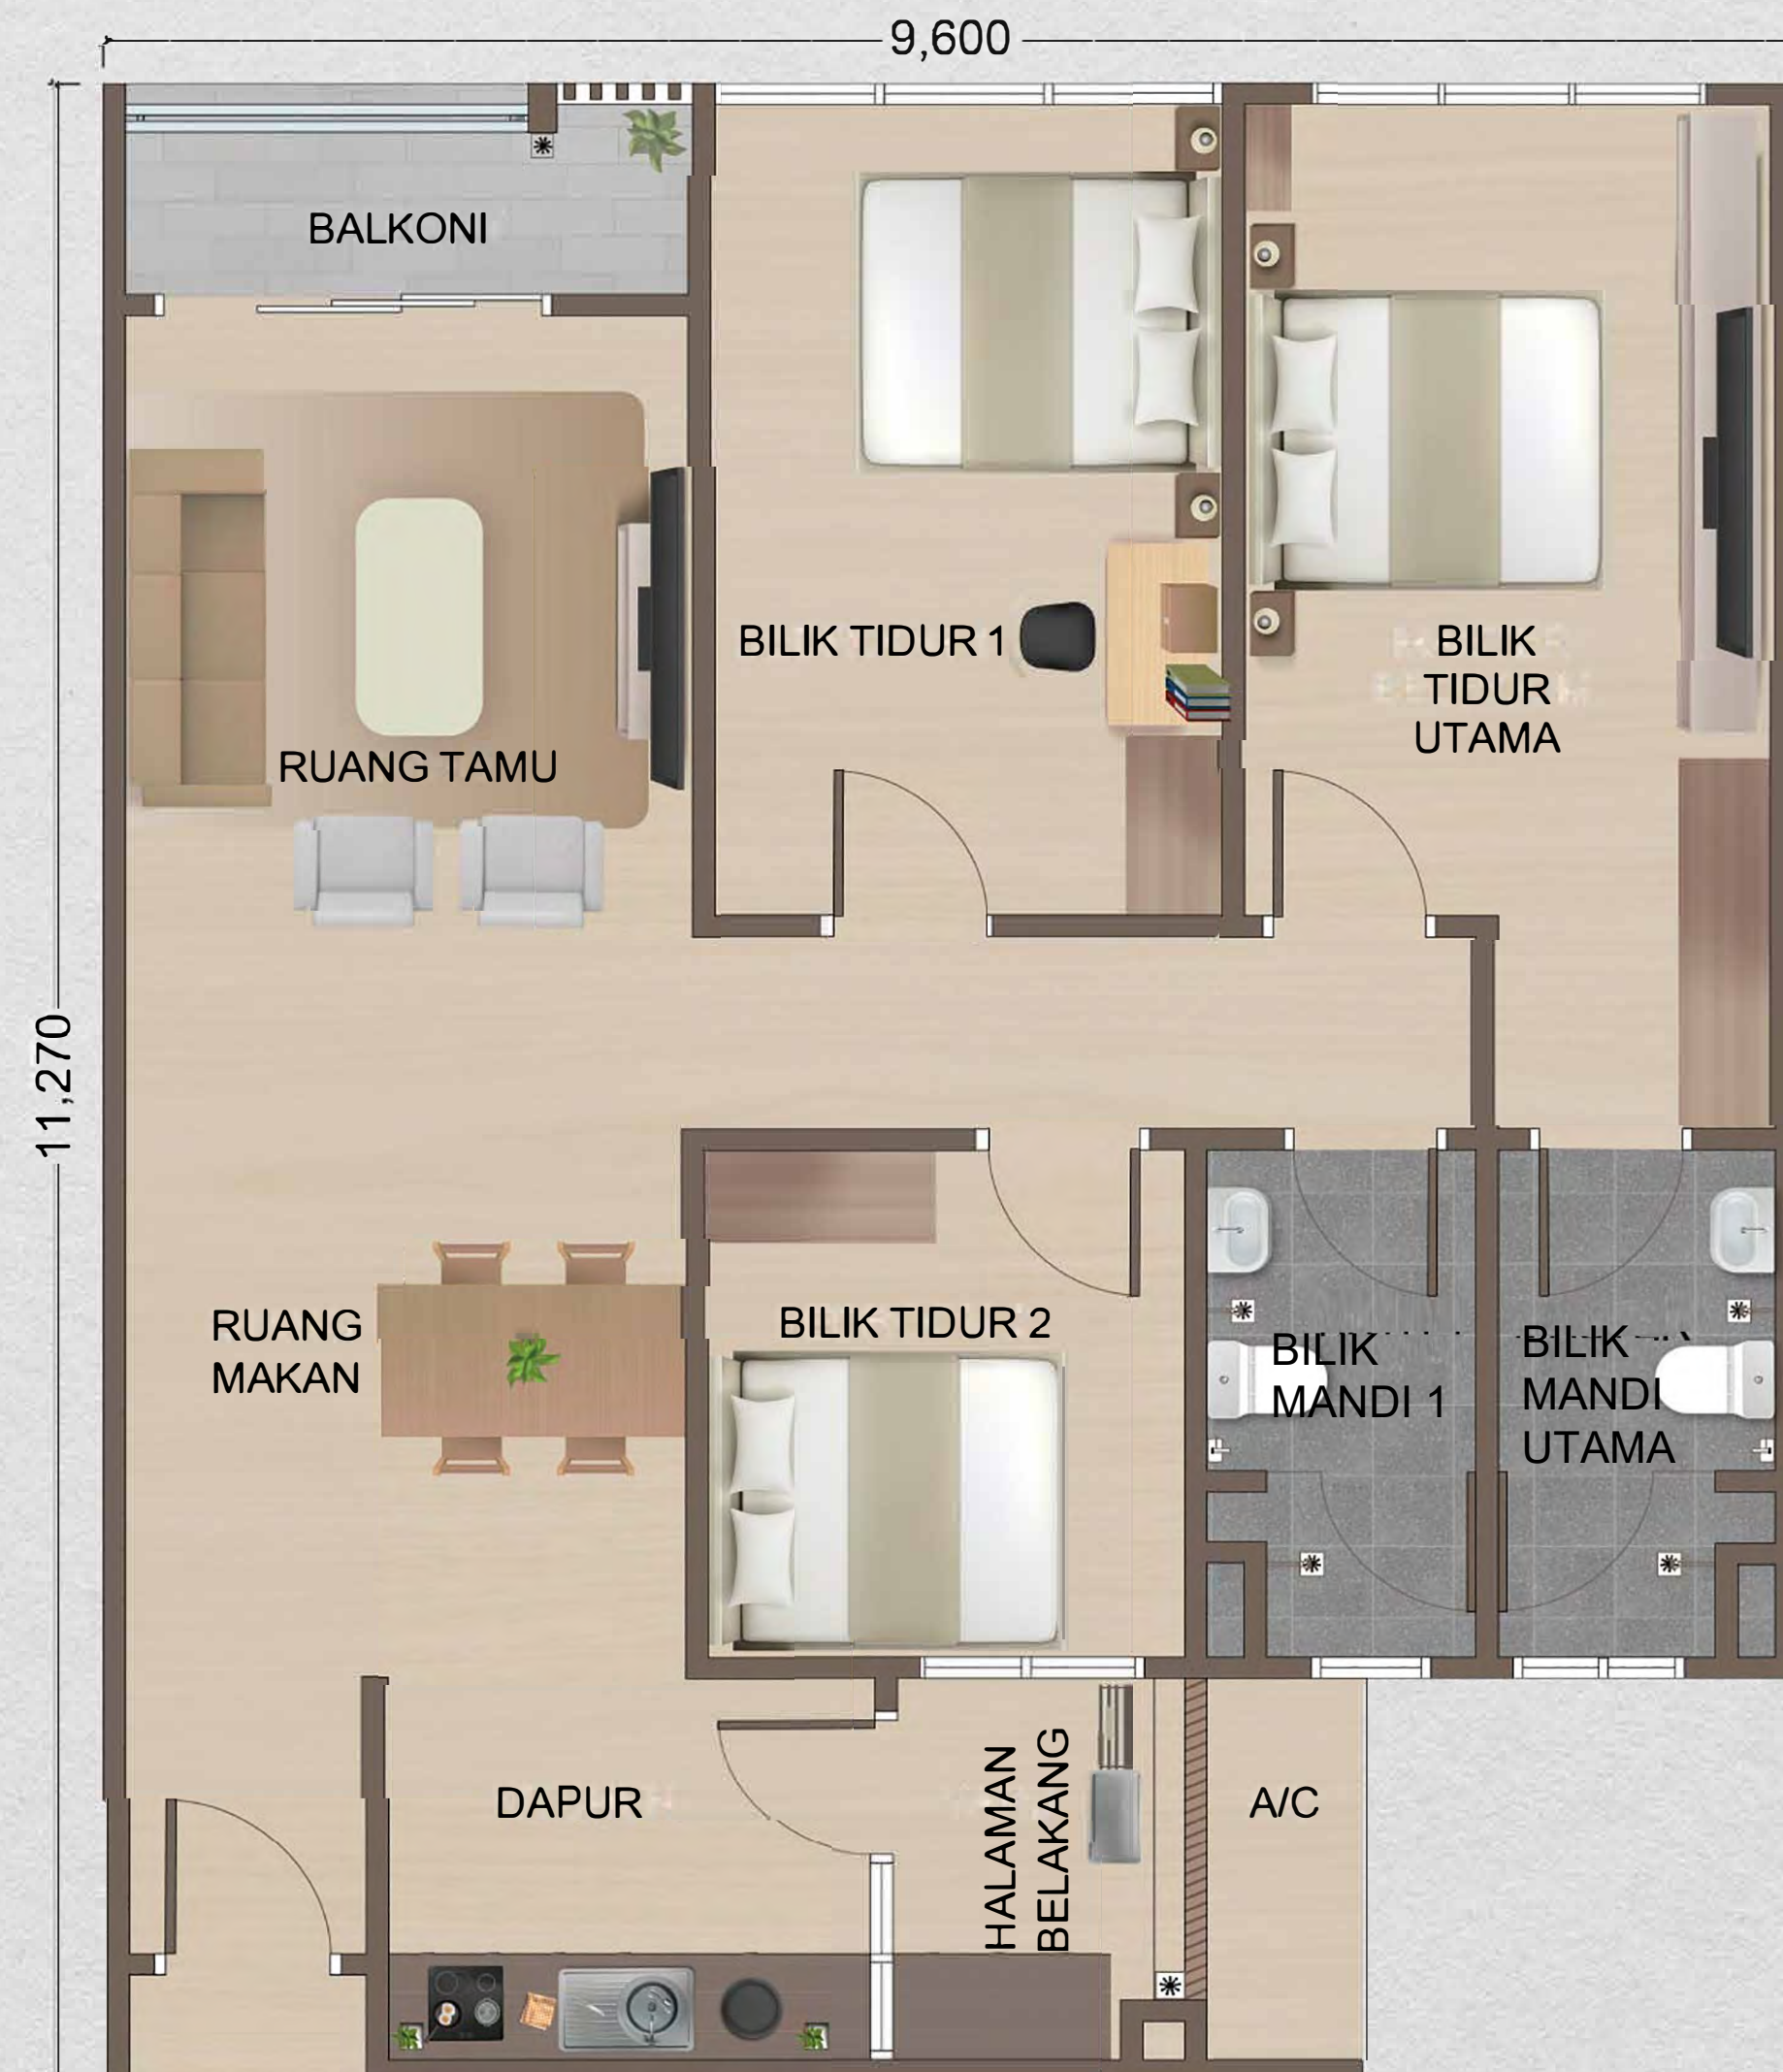 9,600
BALKONI
BILIK TIDUR 1
BILIK
TIDUR
UTAMA
RUANG TAMU
11,270
RUANG
MAKAN
BILIK TIDUR 2
BILIK
MANDI 1
BILIK
MANDI
UTAMA
DAPUR
HALAMAN
BELAKANG
A/C